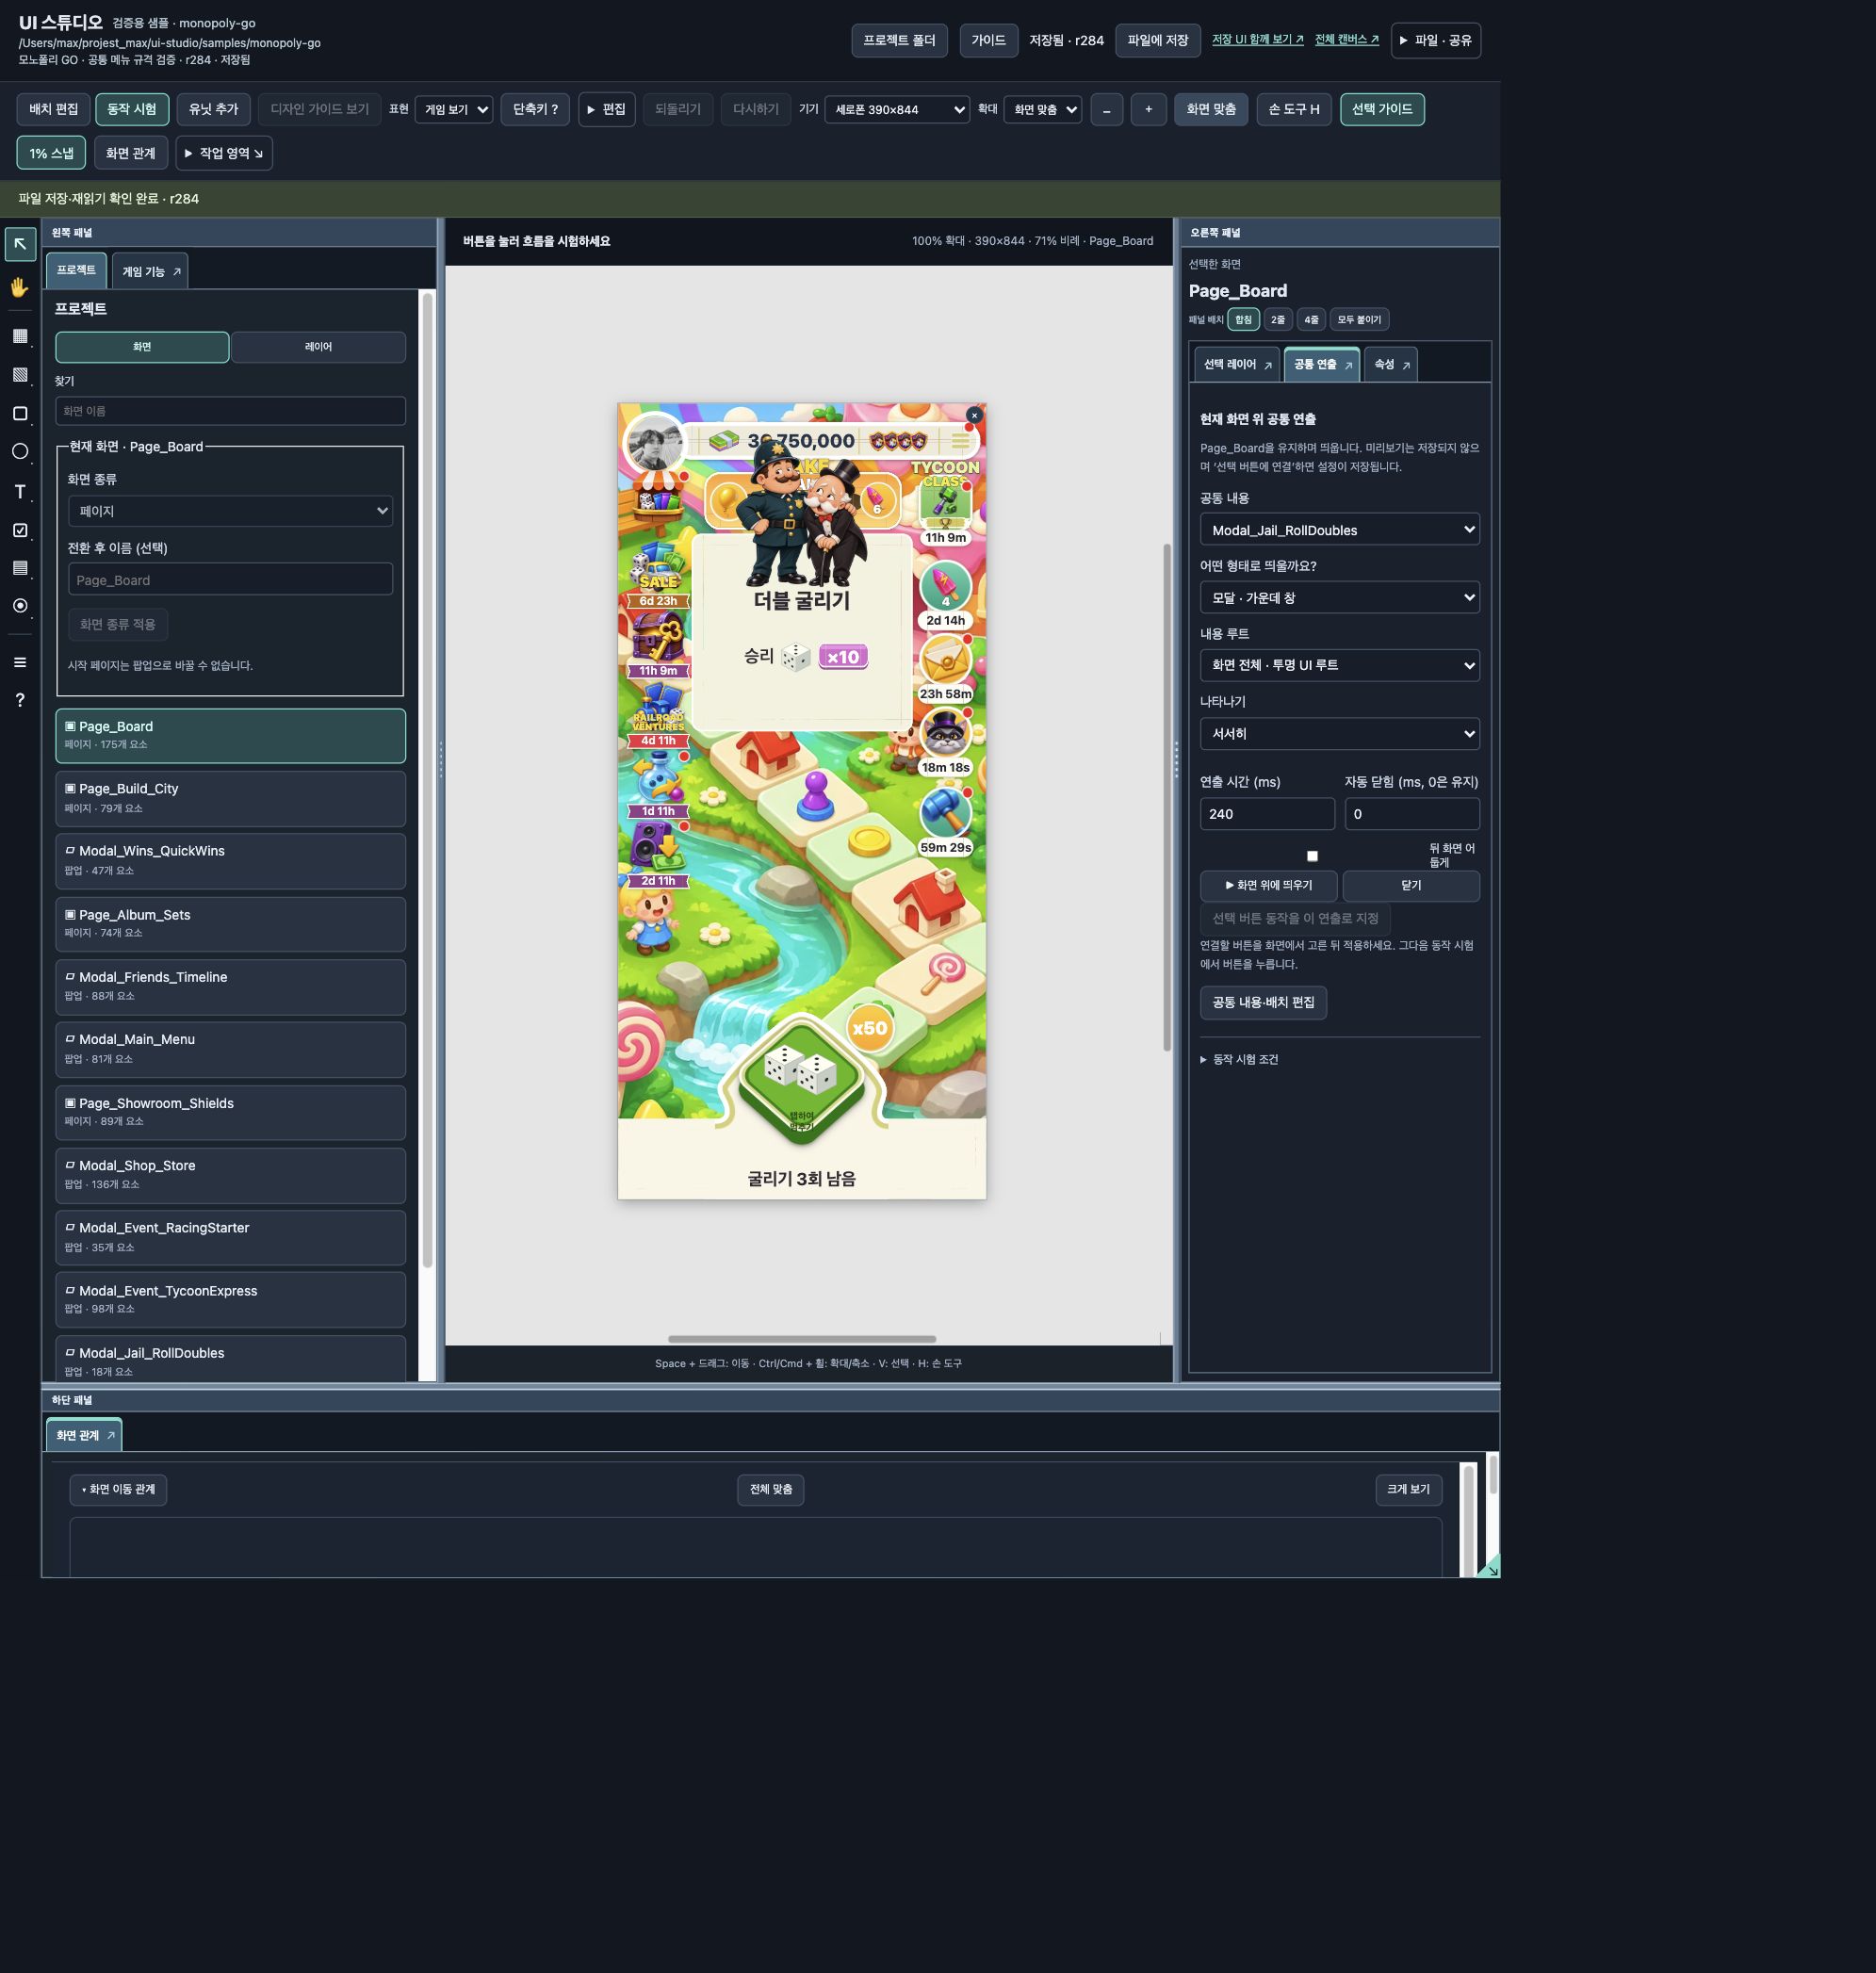 UI 스튜디오 검증용 샘플 · monopoly-go
/Users/max/projest_max/ui-studio/samples/monopoly-go
모노폴리 GO · 공통 메뉴 규격 검증 · r284 · 저장됨
프로젝트 폴더 가이드 저장됨 · r284 파일에 저장 저장 UI 함께 보기 ↗ 전체 캔버스 ↗ ▶ 파일 · 공유
배치 편집 동작 시험 유닛 추가 디자인 가이드 보기 표현 게임 보기 단축키 ? ▶ 편집 되돌리기 다시하기 기기 세로폰 390×844 확대 화면 맞춤 – + 화면 맞춤 손 도구 H 선택 가이드
1% 스냅 화면 관계 ▶ 작업 영역 ↘
파일 저장·재읽기 확인 완료 · r284
왼쪽 패널
프로젝트 게임 기능 ↗
프로젝트
화면 레이어
찾기
화면 이름
현재 화면 · Page_Board
화면 종류
페이지
전환 후 이름 (선택)
Page_Board
화면 종류 적용
시작 페이지는 팝업으로 바꿀 수 없습니다.
Page_Board
페이지 · 175개 요소
Page_Build_City
페이지 · 79개 요소
Modal_Wins_QuickWins
팝업 · 47개 요소
Page_Album_Sets
페이지 · 74개 요소
Modal_Friends_Timeline
팝업 · 88개 요소
Modal_Main_Menu
팝업 · 81개 요소
Page_Showroom_Shields
페이지 · 89개 요소
Modal_Shop_Store
팝업 · 136개 요소
Modal_Event_RacingStarter
팝업 · 35개 요소
Modal_Event_TycoonExpress
팝업 · 98개 요소
Modal_Jail_RollDoubles
팝업 · 18개 요소
T
?
버튼을 눌러 흐름을 시험하세요 100% 확대 · 390×844 · 71% 비례 · Page_Board
750,000
TYCOON
CLASS
6
11h 9m
SALE
6d 23h
4
2d 14h
더블 굴리기
승리 x10
11h 9m
23h 58m
RAILROAD
VENTURES
4d 11h
18m 18s
1d 11h
59m 29s
2d 11h
x50
탭하여
굴리기 3회 남음
Space + 드래그: 이동 · Ctrl/Cmd + 휠: 확대/축소 · V: 선택 · H: 손 도구
오른쪽 패널
선택한 화면
Page_Board
패널 배치 합침 2줄 4줄 모두 붙이기
선택 레이어 ↗ 공통 연출 ↗ 속성 ↗
현재 화면 위 공통 연출
Page_Board을 유지하며 띄웁니다. 미리보기는 저장되지 않으
며 ‘선택 버튼에 연결’하면 설정이 저장됩니다.
공통 내용
Modal_Jail_RollDoubles
어떤 형태로 띄울까요?
모달 · 가운데 창
내용 루트
화면 전체 · 투명 UI 루트
나타나기
서서히
연출 시간 (ms) 자동 닫힘 (ms, 0은 유지)
240 0
뒤 화면 어
둡게
▶ 화면 위에 띄우기 닫기
선택 버튼 동작을 이 연출로 지정
연결할 버튼을 화면에서 고른 뒤 적용하세요. 그다음 동작 시험
에서 버튼을 누릅니다.
공통 내용·배치 편집
▶ 동작 시험 조건
하단 패널
화면 관계 ↗
▾ 화면 이동 관계 전체 맞춤 크게 보기